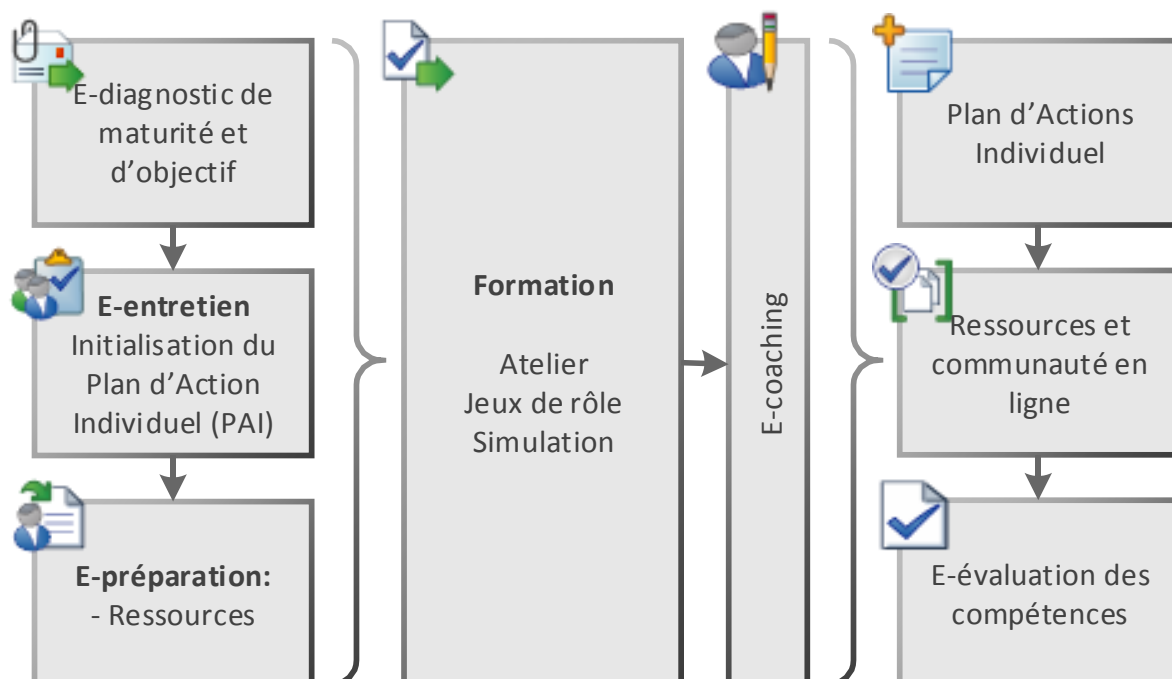 E-diagnostic de
maturité et
d’objectif
E-entretien
Initialisation du
Plan d’Action
Individuel (PAI)
E-préparation:
- Ressources
Formation
Atelier
Jeux de rôle
Simulation
E-coaching
Plan d’Actions
Individuel
Ressources et
communauté en
ligne
E-évaluation des
compétences